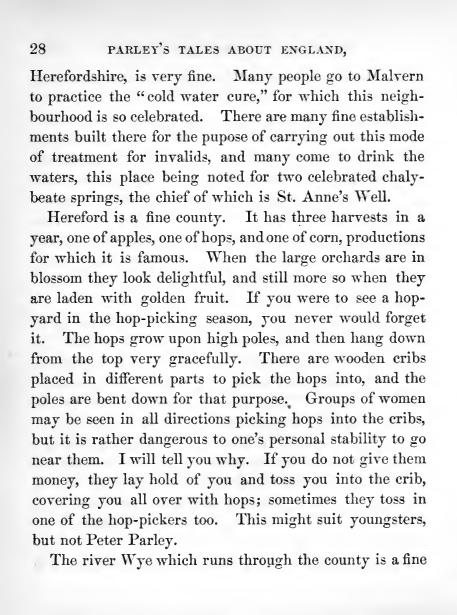 28 PARLEY'S TALES ABOUT ENGLAND,
Herefordshire, is very fine. Many people go to Malvern
to practice the "cold water cure," for which this neigh-
bourhood is so celebrated. There are many fine establish-
ments built there for the pupose of carrying out this mode
of treatment for invalids, and many come to drink the
waters, this place being noted for two celebrated chaly-
beate springs, the chief of which is St. Anne's Well.
Hereford is a fine county. It has three harvests in a
year, one of apples, one of hops, and one of corn, productions
for which it is famous. When the large orchards are in
blossom they look delightful, and still more so when they
are laden with golden fruit. If you were to see a hop-
yard in the hop-picking season, you never would forget
it. The hops grow upon high poles, and then hang down
from the top very gracefully. There are wooden cribs
placed in different parts to pick the hops into, and the
poles are bent down for that purpose. Groups of women
may be seen in all directions picking hops into the cribs,
but it is rather dangerous to one's personal stability to go
near them. I will tell you why. If you do not give them
money, they lay hold of you and toss you into the crib,
covering you all over with hops; sometimes they toss in
one of the hop-pickers too. This might suit youngsters,
but not Peter Parley.
The river Wye which runs through the county is a fine